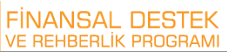 FİNANSAL DESTEK
VE REHBERLİK PROGRAMI